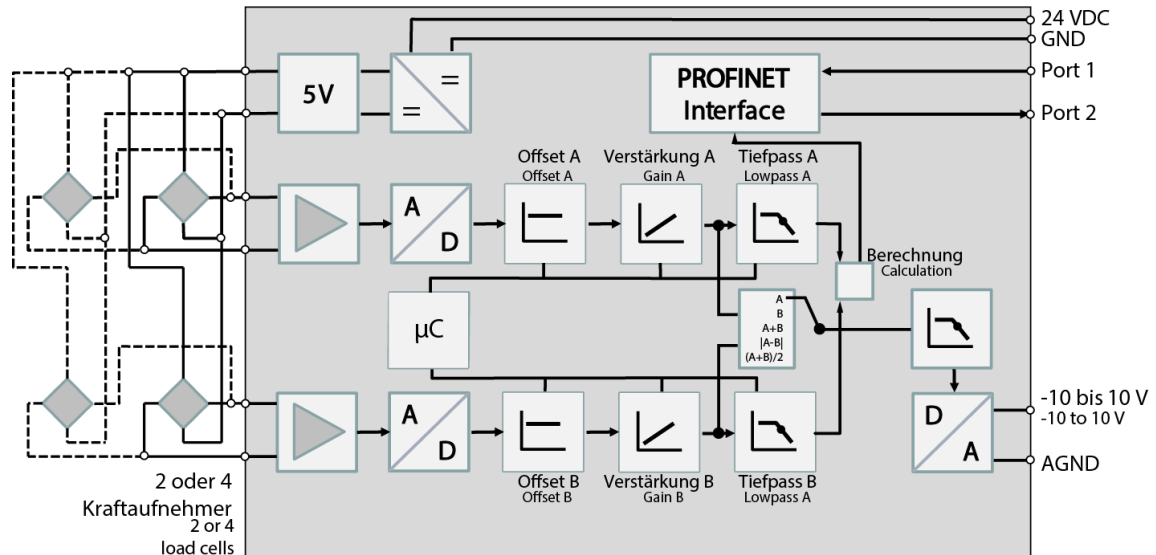 24 VDC
GND
Port 1
Port 2
5V
=
=
PROFINET
Interface
Offset A
Offset A
Verstärkung A
Gain A
Tiefpass A
Lowpass A
A
D
Berechnung
Calculation
µC
A
B
A+B
|A-B|
(A+B)/2
A
D
D
A
-10 bis 10 V
-10 to 10 V
AGND
Offset B
Offset B
Verstärkung B
Gain B
Tiefpass B
Lowpass A
2 oder 4
Kraftaufnehmer
2 or 4
load cells